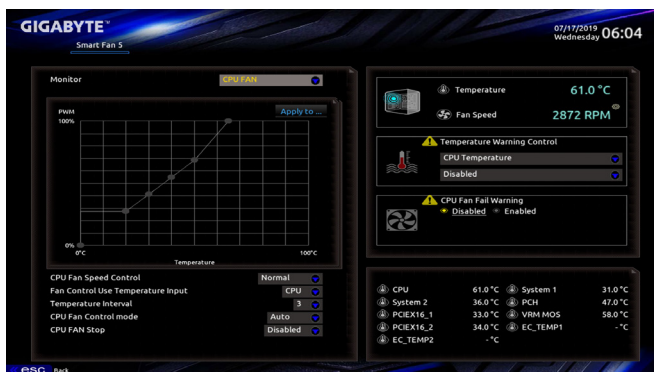 GIGABYTE™
Smart Fan 5
07/17/2019
Wednesday 06:04
Monitor CPU FAN
PWM
100%
Apply to ...
0%
0°C 100°C
Temperature
CPU Fan Speed Control Normal
Fan Control Use Temperature Input CPU
Temperature Interval 3
CPU Fan Control mode Auto
CPU FAN Stop Disabled
Temperature 61.0 °C
Fan Speed 2872 RPM
Temperature Warning Control
CPU Temperature
Disabled
CPU Fan Fail Warning
Disabled Enabled
CPU 61.0 °C System 1 31.0 °C
System 2 36.0 °C PCH 47.0 °C
PCIEX16_1 33.0 °C VRM MOS 58.0 °C
PCIEX16_2 34.0 °C EC_TEMP1 - °C
EC_TEMP2 - °C
esc Back